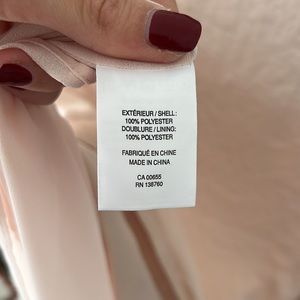 EXTÉRIEUR / SHELL:
100% POLYESTER
DOUBLURE / LINING:
100% POLYESTER
FABRIQUÉ EN CHINE
MADE IN CHINA
CA 00655
RN 138760